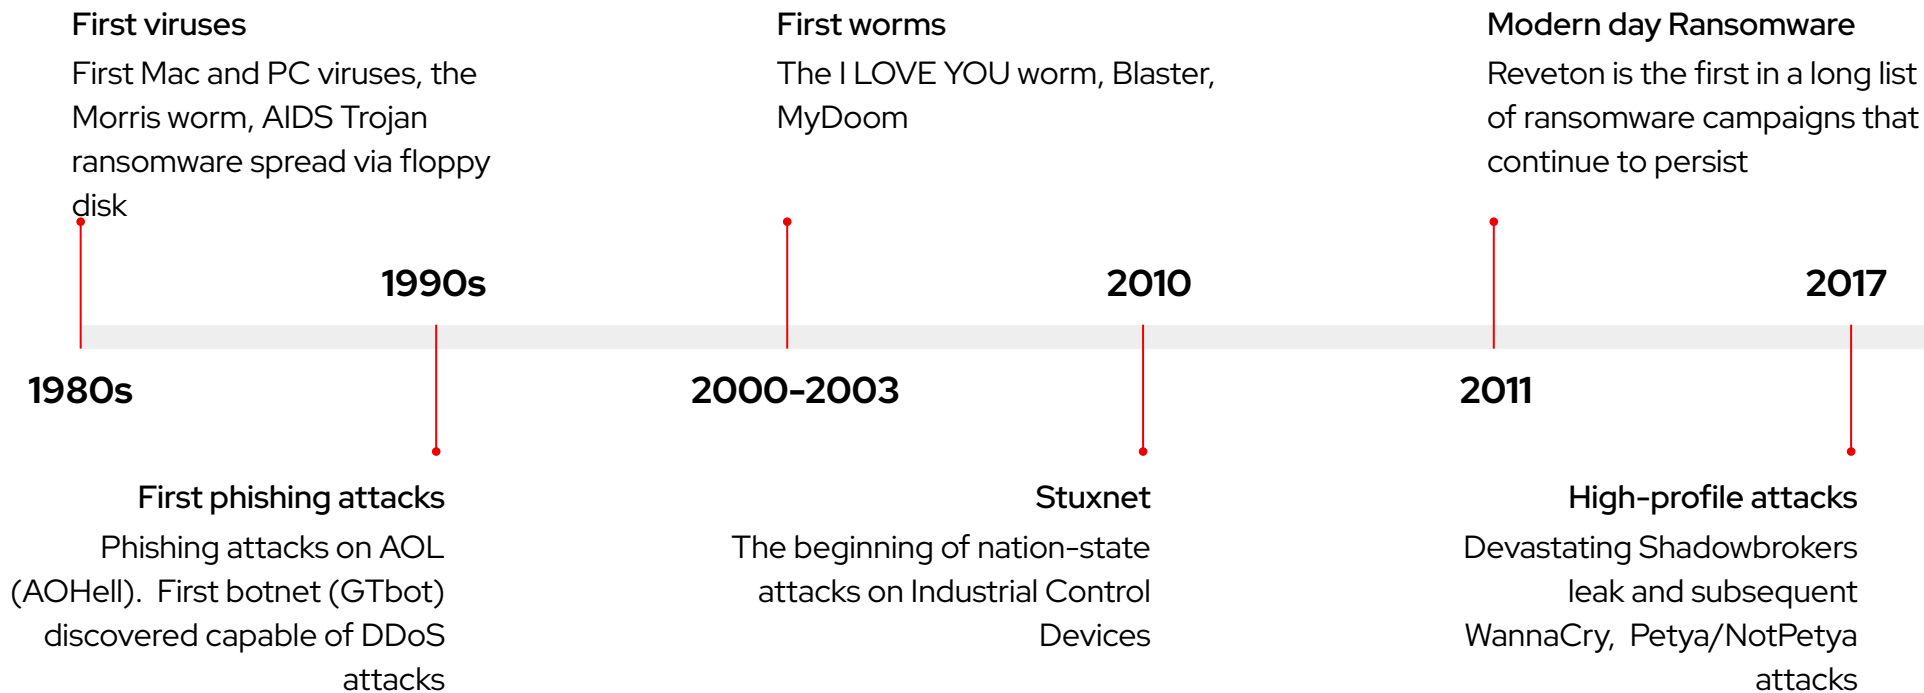 First viruses
First Mac and PC viruses, the
Morris worm, AIDS Trojan
ransomware spread via floppy
disk
First worms
The I LOVE YOU worm, Blaster,
MyDoom
Modern day Ransomware
Reveton is the first in a long list
of ransomware campaigns that
continue to persist
1990s
2010
2017
1980s
2000-2003
2011
First phishing attacks
Phishing attacks on AOL
(AOHell).  First botnet (GTbot)
discovered capable of DDoS
attacks
Stuxnet
The beginning of nation-state
attacks on Industrial Control
Devices
High-profile attacks
Devastating Shadowbrokers
leak and subsequent
WannaCry,  Petya/NotPetya
attacks